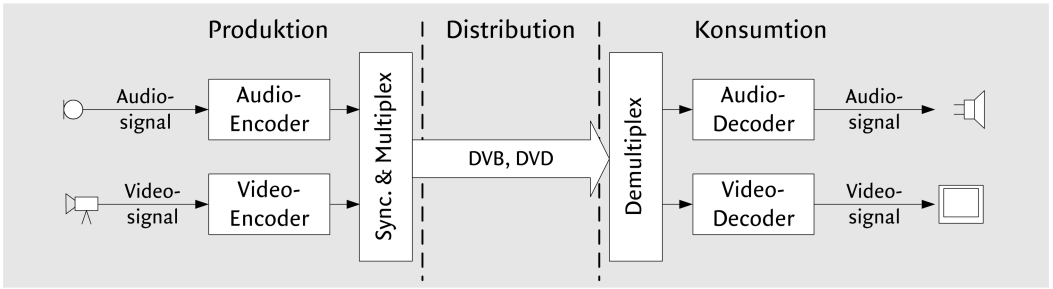 Produktion
Distribution
Konsumtion
Audio-
signal
Audio-
Encoder
Video-
signal
Video-
Encoder
Sync. & Multiplex
DVB, DVD
Demultiplex
Audio-
Decoder
Audio-
signal
Video-
Decoder
Video-
signal